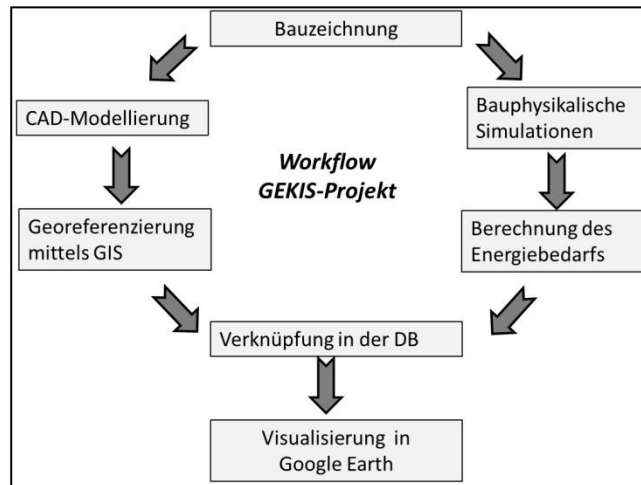 Bauzeichnung
CAD-Modellierung
Bauphysikalische
Simulationen
Workflow
GEKIS-Projekt
Georeferenzierung
mittels GIS
Berechnung des
Energiebedarfs
Verknüpfung in der DB
Visualisierung in
Google Earth